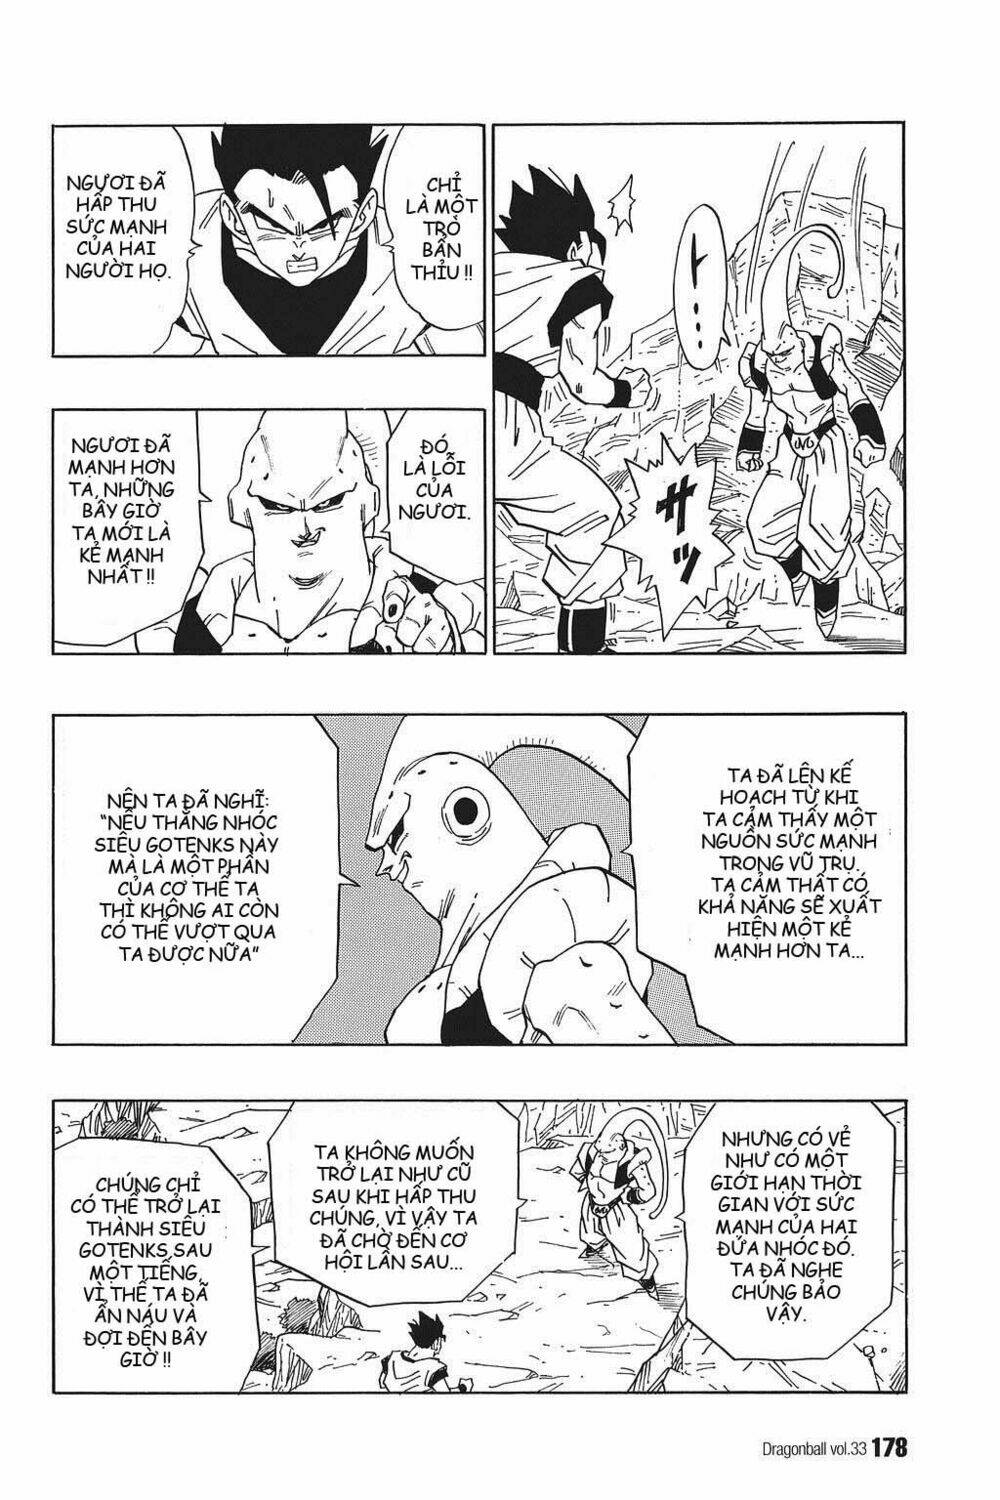 ト…
ザッ
CHỈ
LÀ MỘT
TRÒ
BẨN
THỈU !!
NGƯƠI ĐÃ
HẤP THU
SỨC MẠNH
CỦA HAI
NGƯỜI HỌ.
ĐÓ,
LÀ LỖI
CỦA
NGƯƠI.
NGƯƠI ĐÃ
MẠNH HƠN
TA, NHỮNG
BÂY GIỜ
TA MỚI LÀ
KẺ MẠNH
NHẤT !!
TA ĐÃ LÊN KẾ
HOẠCH TỪ KHI
TA CẢM THẤY MỘT
NGUỒN SỨC MẠNH
TRONG VŨ TRỤ.
TA CẢM THẤT CÓ
KHẢ NĂNG SẼ XUẤT
HIỆN MỘT KẺ
MẠNH HƠN TA...
NÊN TA ĐÃ NGHĨ:
“NẾU THẰNG NHÓC
SIÊU GOTENKS NÀY
MÀ LÀ MỘT PHẦN
CỦA CƠ THỂ TA
THÌ KHÔNG AI CÒN
CÓ THỂ VƯỢT QUA
TA ĐƯỢC NỮA”
NHƯNG CÓ VẺ
NHƯ CÓ MỘT
GIỚI HẠN THỜI
GIAN VỚI SỨC
MẠNH CỦA HAI
ĐỨA NHÓC ĐÓ.
TA ĐÃ NGHE
CHÚNG BẢO
VẬY.
TA KHÔNG MUỐN
TRỞ LẠI NHƯ CŨ
SAU KHI HẤP THU
CHÚNG, VÌ VẬY TA
ĐÃ CHỜ ĐẾN CƠ
HỘI LẦN SAU...
CHÚNG CHỈ
CÓ THỂ TRỞ LẠI
THÀNH SIÊU
GOTENKS SAU
MỘT TIẾNG,
VÌ THẾ TA ĐÃ
ẨN NÁU VÀ
ĐỢI ĐẾN BÂY
GIỜ !!
Dragonball vol.33 178